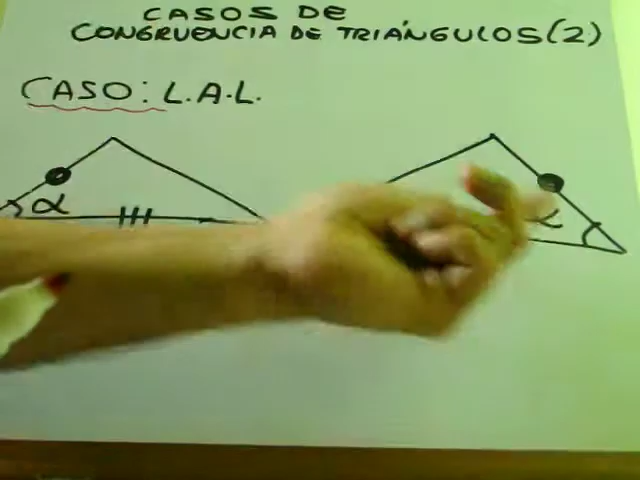 CASOS DE
CONGRUENCIA DE TRIÁNGULOS (2)
CASO: L.A.L.
α